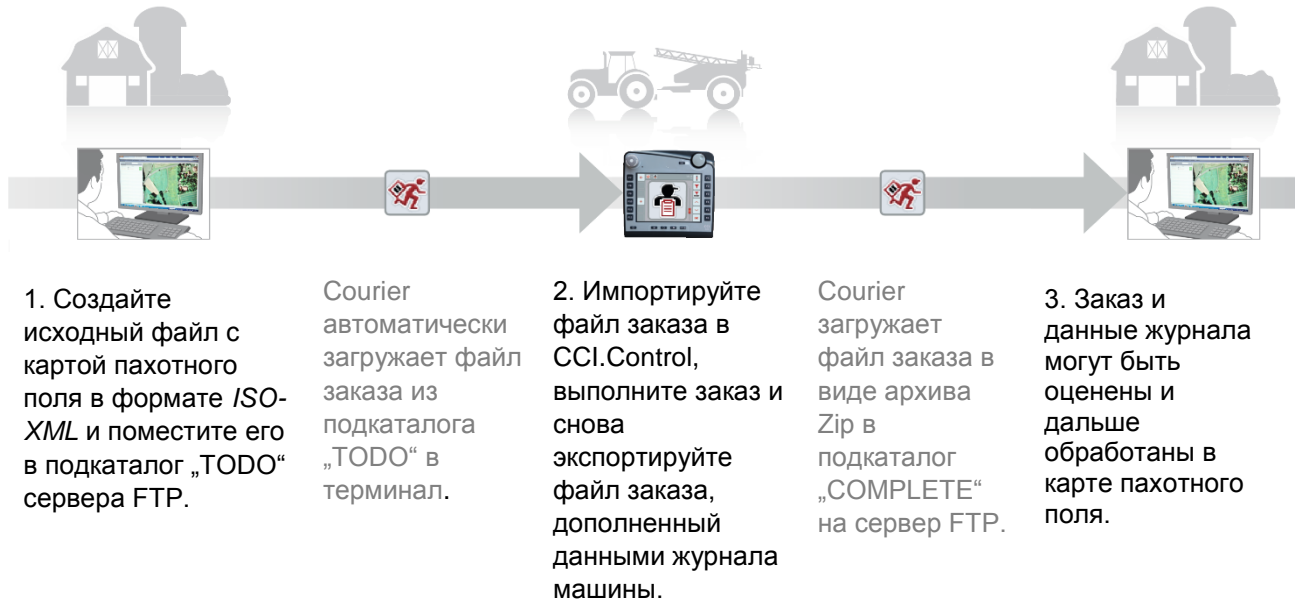 1. Создайте
исходный файл с
картой пахотного
поля в формате ISO-
XML и поместите его
в подкаталог „TODO“
сервера FTP.
Courier
автоматически
загружает файл
заказа из
подкаталога
„TODO“ в
терминал.
2. Импортируйте
файл заказа в
CCI.Control,
выполните заказ и
снова
экспортируйте
файл заказа,
дополненный
данными журнала
машины.
Courier
загружает
файл заказа в
виде архива
Zip в
подкаталог
„COMPLETE“
на сервер FTP.
3. Заказ и
данные журнала
могут быть
оценены и
дальше
обработаны в
карте пахотного
поля.